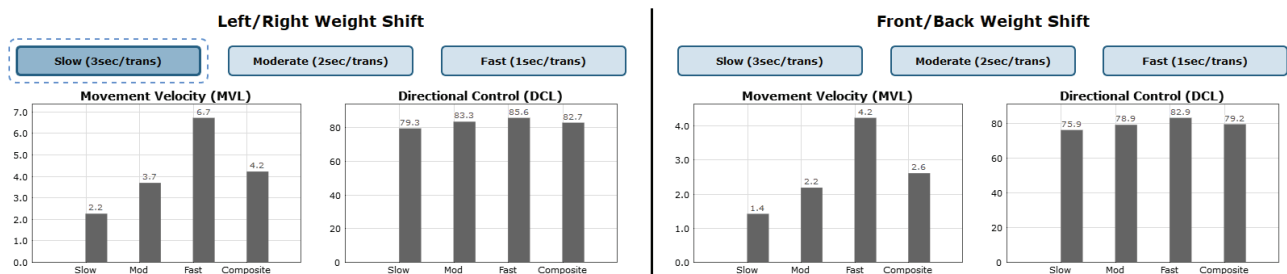 Left/Right Weight Shift
Slow (3sec/trans) Moderate (2sec/trans) Fast (1sec/trans)
Movement Velocity (MVL)
7.0
6.0
5.0
4.0
3.0
2.0
1.0
0.0
2.2 3.7 6.7 4.2
Slow Mod Fast Composite
Directional Control (DCL)
80
60
40
20
0
79.3 83.3 85.6 82.7
Slow Mod Fast Composite
Front/Back Weight Shift
Slow (3sec/trans) Moderate (2sec/trans) Fast (1sec/trans)
Movement Velocity (MVL)
4.0
3.0
2.0
1.0
0.0
1.4 2.2 4.2 2.6
Slow Mod Fast Composite
Directional Control (DCL)
80
60
40
20
0
75.9 78.9 82.9 79.2
Slow Mod Fast Composite